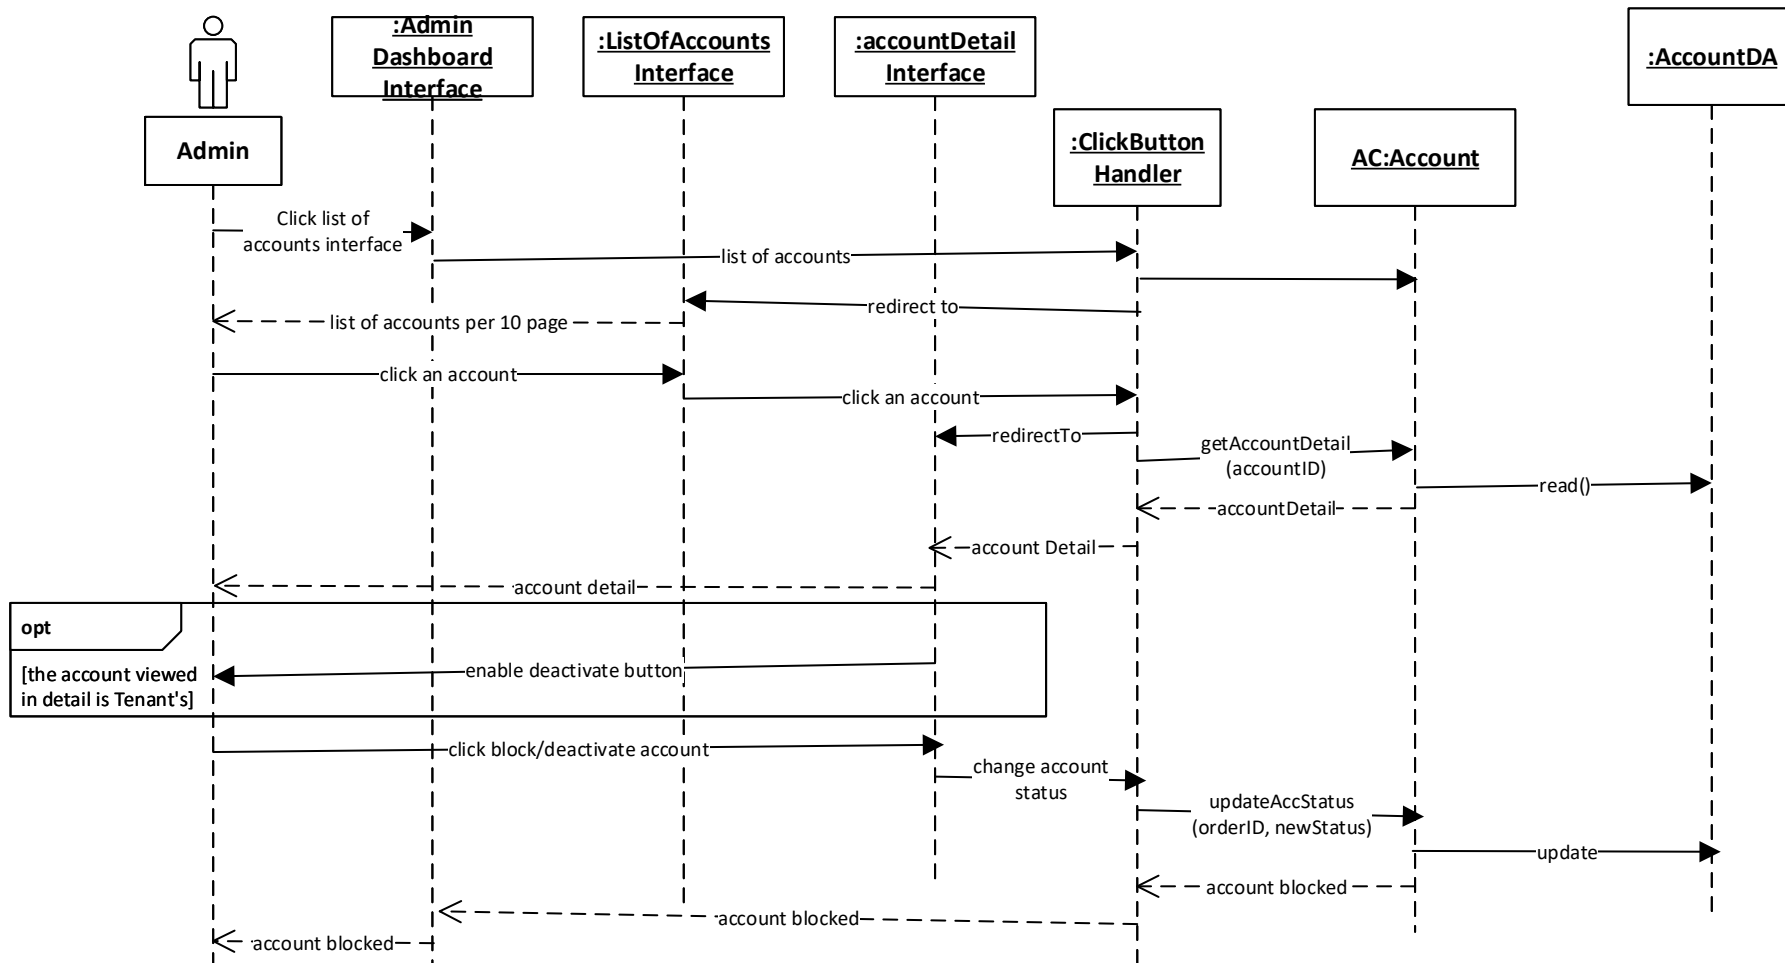 :Admin
Dashboard
Interface
:ListOfAccounts
Interface
:accountDetail
Interface
:AccountDA
Admin
:ClickButton
Handler
AC:Account
Click list of
accounts interface
list of accounts
redirect to
list of accounts per 10 page
click an account
click an account
redirectTo
getAccountDetail
(accountID)
read()
accountDetail
account Detail
account detail
opt
[the account viewed
in detail is Tenant's]
enable deactivate button
click block/deactivate account
change account
status
updateAccStatus
(orderID, newStatus)
update
account blocked
account blocked
account blocked